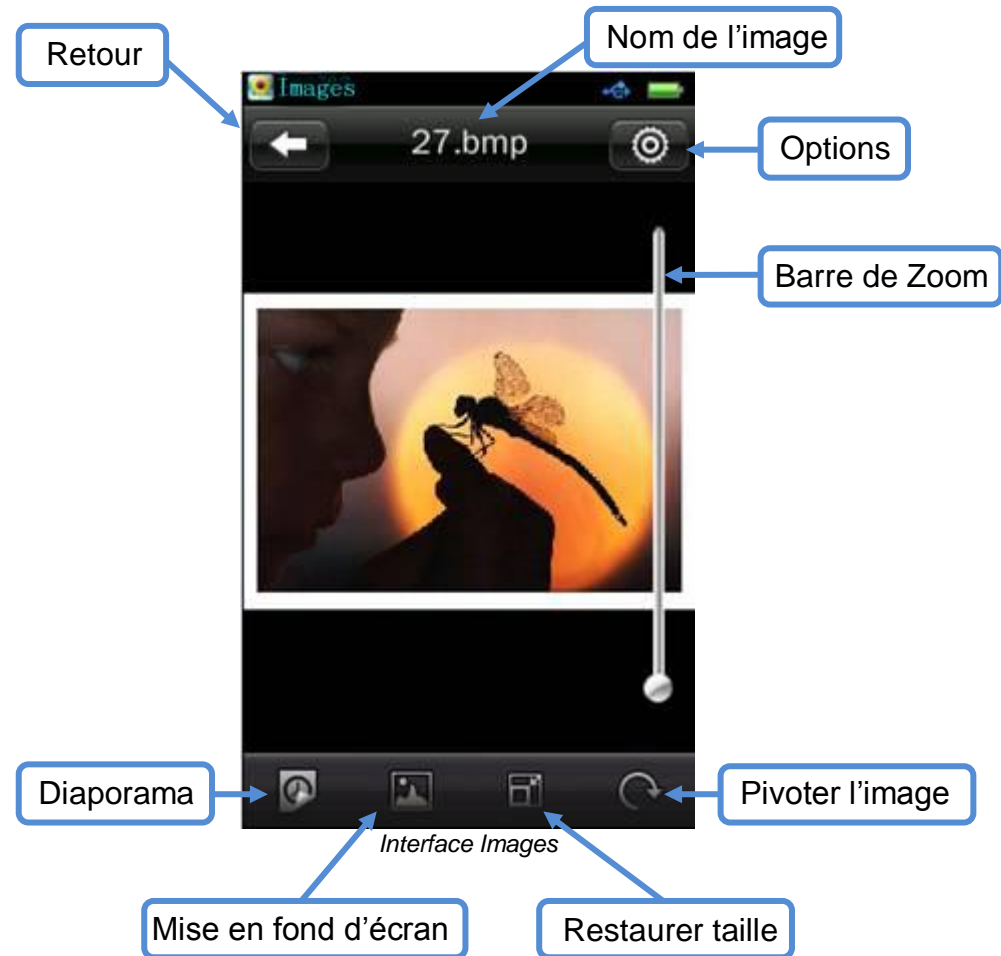 Nom de l’image
Retour
Images
27.bmp
Options
Barre de Zoom
Diaporama
Pivoter l’image
Interface Images
Mise en fond d’écran
Restaurer taille